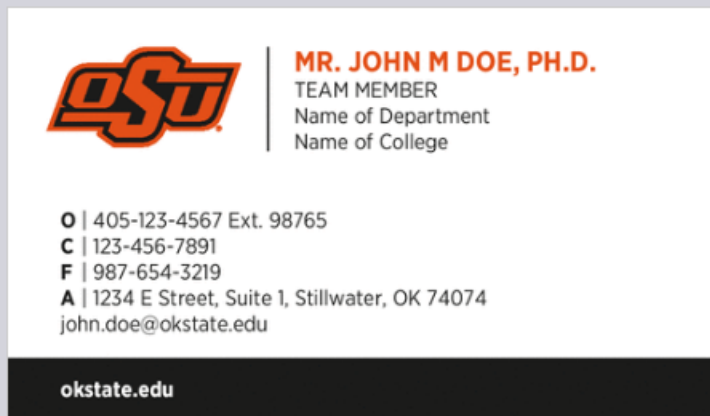 OSU
MR. JOHN M DOE, PH.D.
TEAM MEMBER
Name of Department
Name of College
O | 405-123-4567 Ext. 98765
C | 123-456-7891
F | 987-654-3219
A | 1234 E Street, Suite 1, Stillwater, OK 74074
john.doe@okstate.edu
okstate.edu